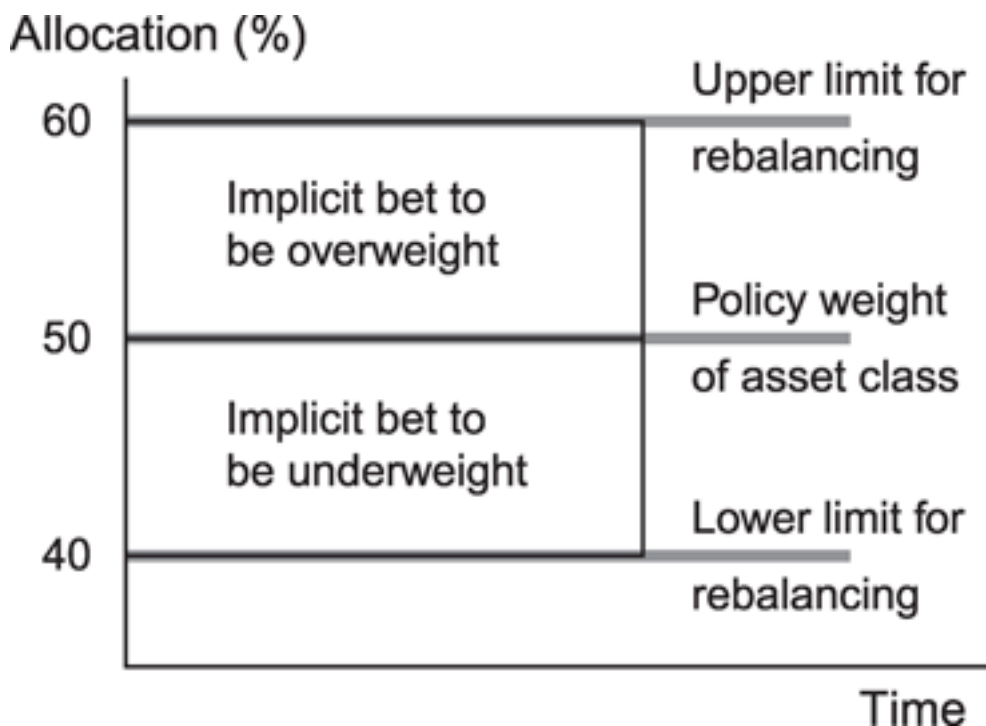 Allocation (%)
60
Upper limit for
rebalancing
Implicit bet to
be overweight
50
Policy weight
of asset class
Implicit bet to
be underweight
40
Lower limit for
rebalancing
Time